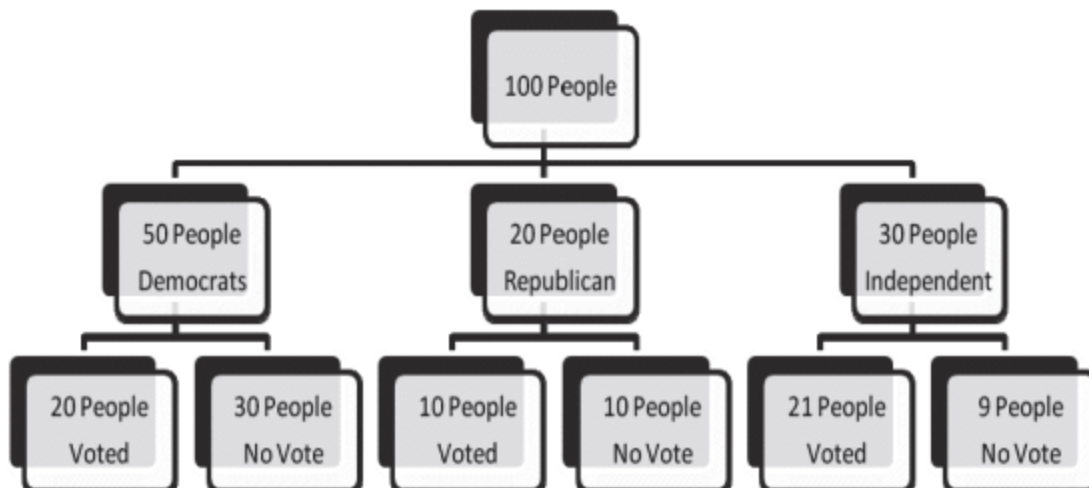 100 People
50 People
Democrats
20 People
Republican
30 People
Independent
20 People
Voted
30 People
No Vote
10 People
Voted
10 People
No Vote
21 People
Voted
9 People
No Vote